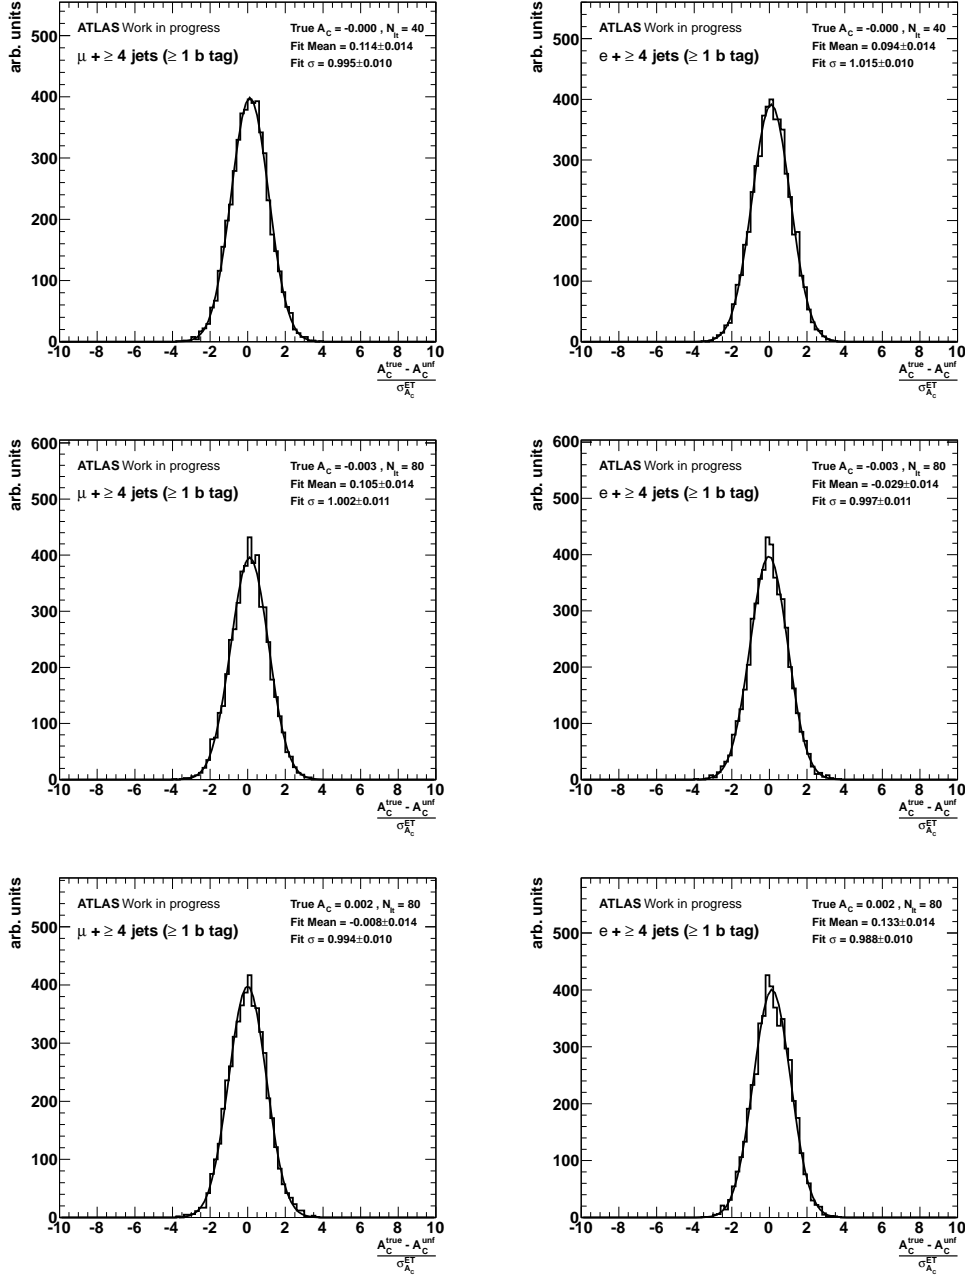 arb. units
500
400
300
200
100
0
ATLAS Work in progress
μ + ≥ 4 jets (≥ 1 b tag)
True A_C = -0.000 , N_It = 40
Fit Mean = 0.114±0.014
Fit σ = 0.995±0.010
-10 -8 -6 -4 -2 0 2 4 6 8 10
A_C^true - A_C^unf
σ_{A_C}^ET
arb. units
500
400
300
200
100
0
ATLAS Work in progress
e + ≥ 4 jets (≥ 1 b tag)
True A_C = -0.000 , N_It = 40
Fit Mean = 0.094±0.014
Fit σ = 1.015±0.010
-10 -8 -6 -4 -2 0 2 4 6 8 10
A_C^true - A_C^unf
σ_{A_C}^ET
arb. units
600
500
400
300
200
100
0
ATLAS Work in progress
μ + ≥ 4 jets (≥ 1 b tag)
True A_C = -0.003 , N_It = 80
Fit Mean = 0.105±0.014
Fit σ = 1.002±0.011
-10 -8 -6 -4 -2 0 2 4 6 8 10
A_C^true - A_C^unf
σ_{A_C}^ET
arb. units
600
500
400
300
200
100
0
ATLAS Work in progress
e + ≥ 4 jets (≥ 1 b tag)
True A_C = -0.003 , N_It = 80
Fit Mean = -0.029±0.014
Fit σ = 0.997±0.011
-10 -8 -6 -4 -2 0 2 4 6 8 10
A_C^true - A_C^unf
σ_{A_C}^ET
arb. units
500
400
300
200
100
0
ATLAS Work in progress
μ + ≥ 4 jets (≥ 1 b tag)
True A_C = 0.002 , N_It = 80
Fit Mean = -0.008±0.014
Fit σ = 0.994±0.010
-10 -8 -6 -4 -2 0 2 4 6 8 10
A_C^true - A_C^unf
σ_{A_C}^ET
arb. units
500
400
300
200
100
0
ATLAS Work in progress
e + ≥ 4 jets (≥ 1 b tag)
True A_C = 0.002 , N_It = 80
Fit Mean = 0.133±0.014
Fit σ = 0.988±0.010
-10 -8 -6 -4 -2 0 2 4 6 8 10
A_C^true - A_C^unf
σ_{A_C}^ET